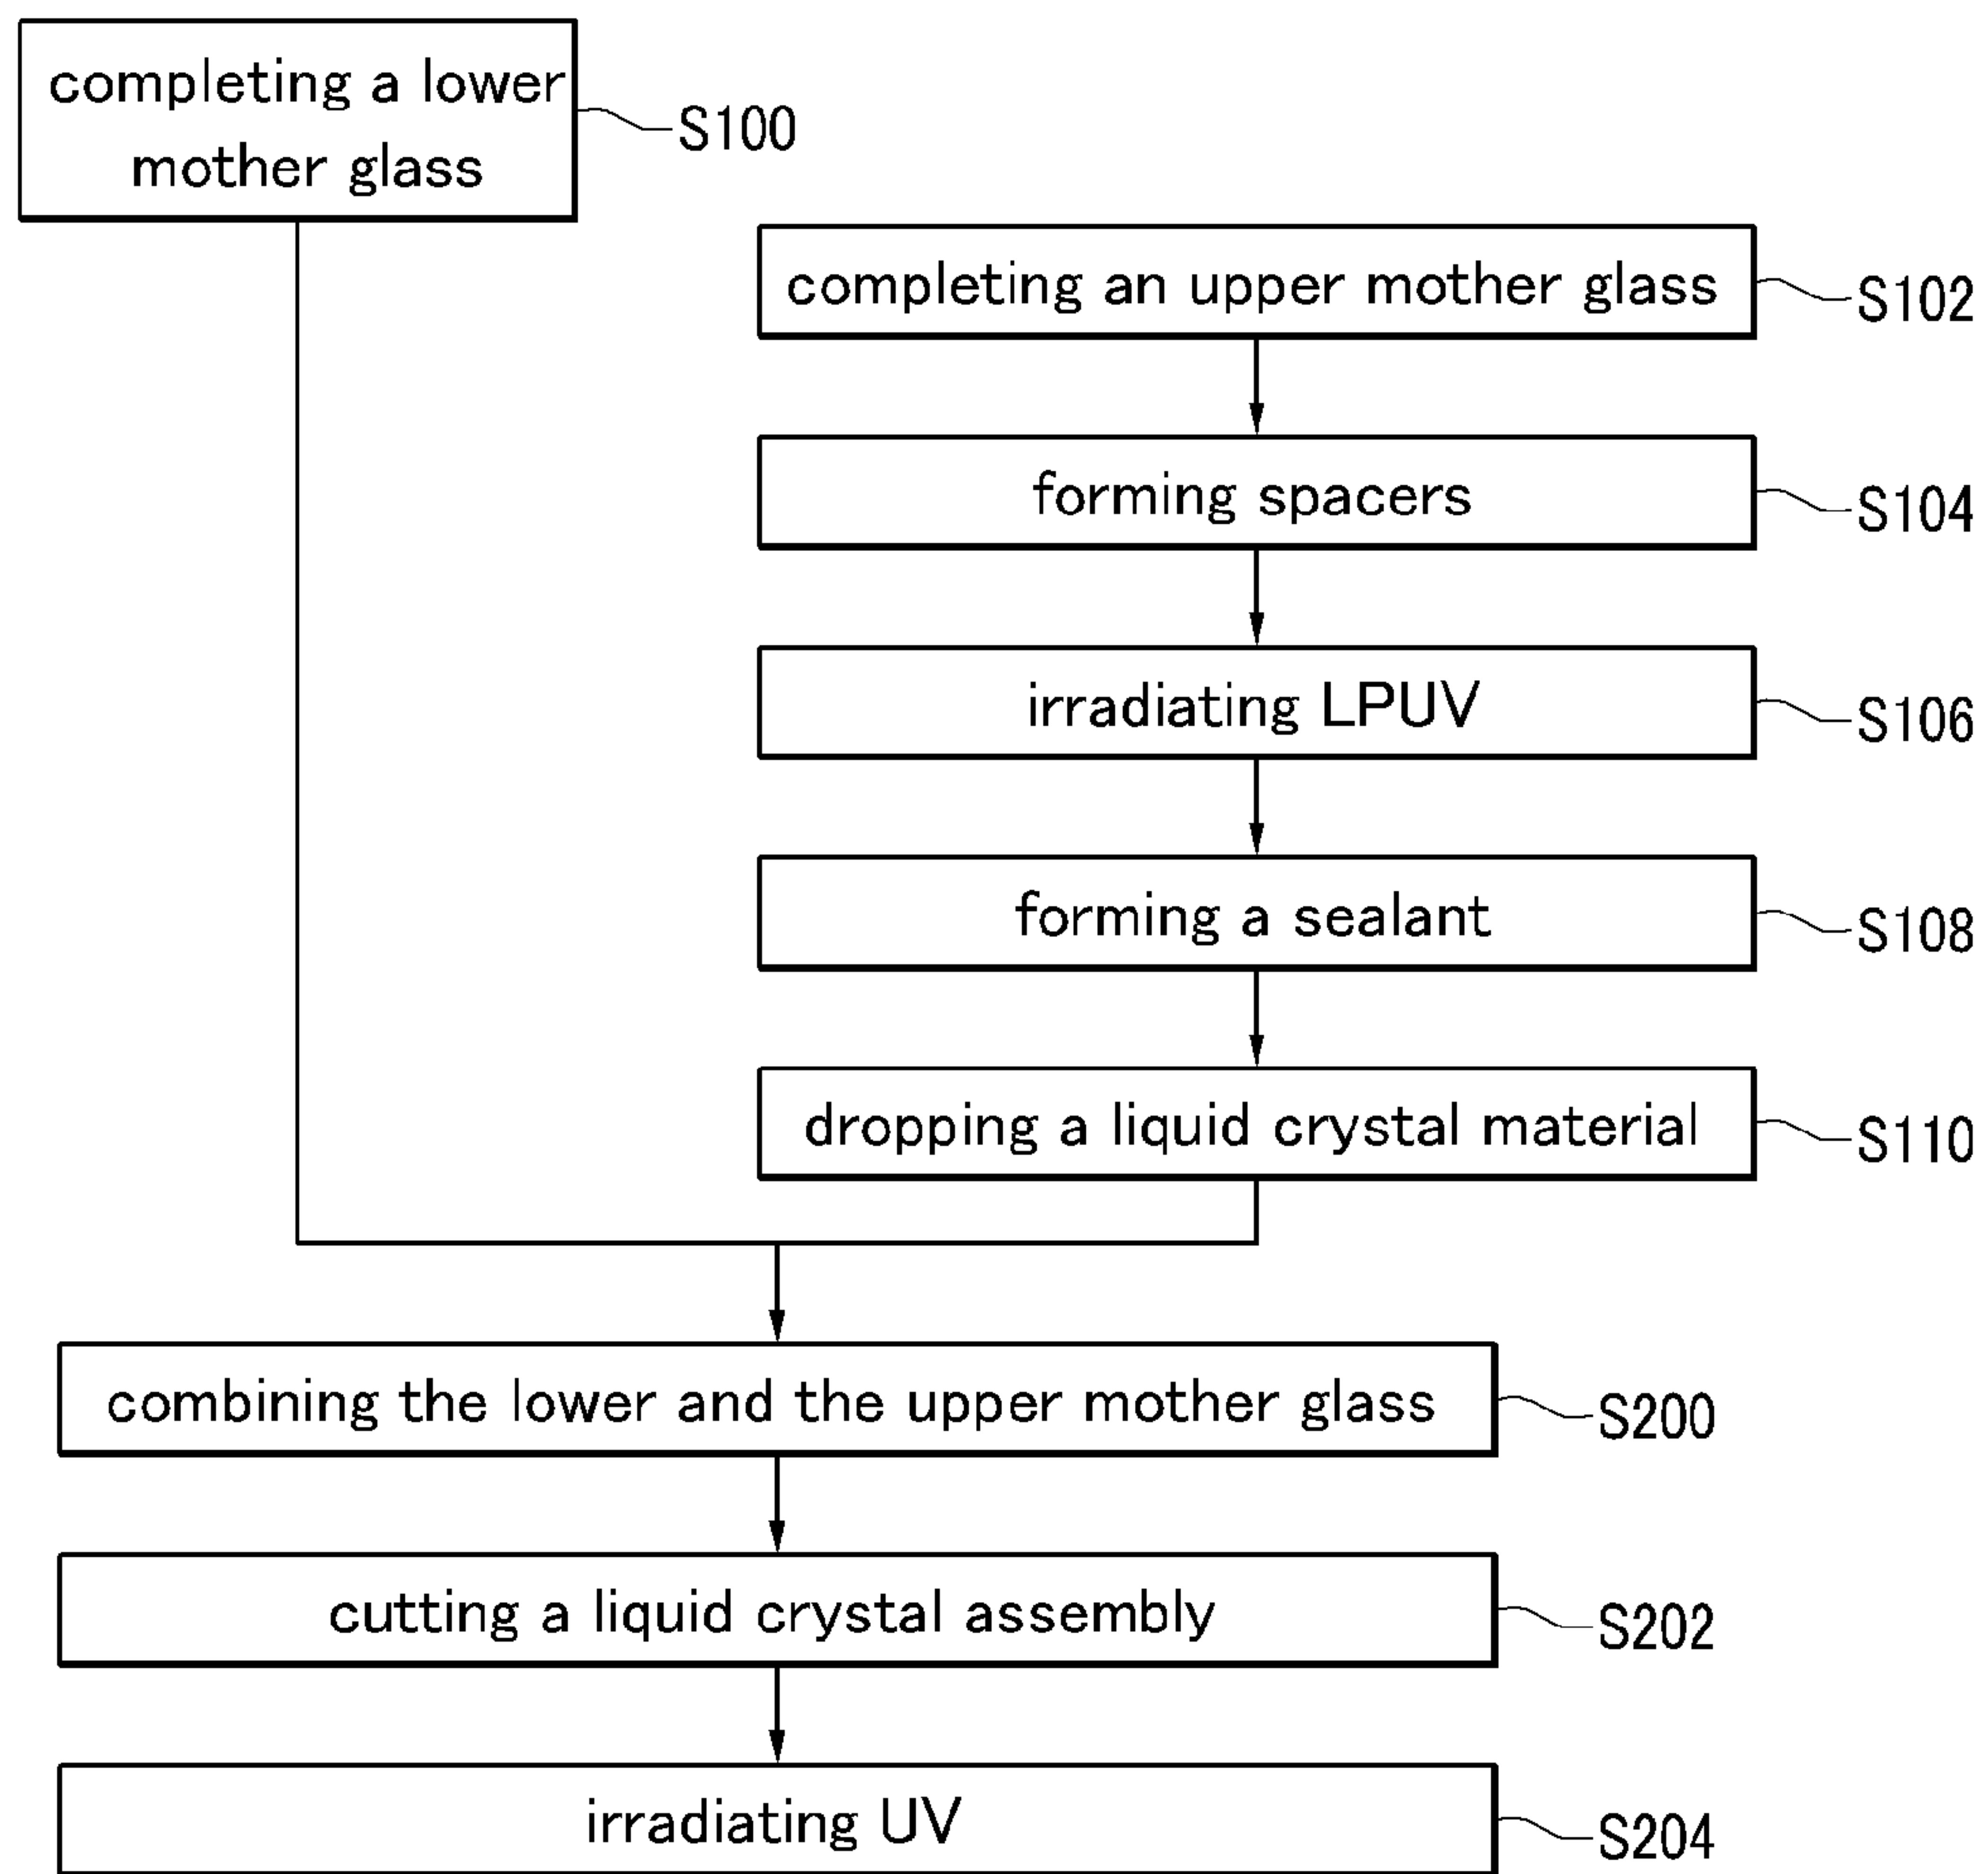 completing a lower
mother glass
S100
completing an upper mother glass
S102
forming spacers
S104
irradiating LPUV
S106
forming a sealant
S108
dropping a liquid crystal material
S110
combining the lower and the upper mother glass
S200
cutting a liquid crystal assembly
S202
irradiating UV
S204